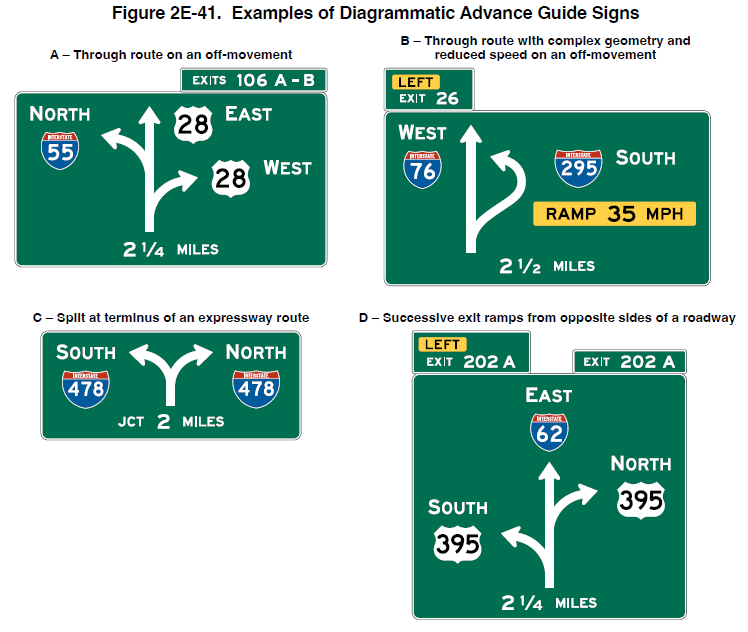 Figure 2E-41. Examples of Diagrammatic Advance Guide Signs
A – Through route on an off-movement
EXITS 106 A - B
NORTH
INTERSTATE
55
28 EAST
28 WEST
2 1/4 MILES
B – Through route with complex geometry and
reduced speed on an off-movement
LEFT
EXIT 26
WEST
INTERSTATE
76
INTERSTATE
295
SOUTH
RAMP 35 MPH
2 1/2 MILES
C – Split at terminus of an expressway route
SOUTH
INTERSTATE
478
NORTH
INTERSTATE
478
JCT 2 MILES
D – Successive exit ramps from opposite sides of a roadway
LEFT
EXIT 202 A
EXIT 202 A
EAST
INTERSTATE
62
NORTH
395
SOUTH
395
2 1/4 MILES